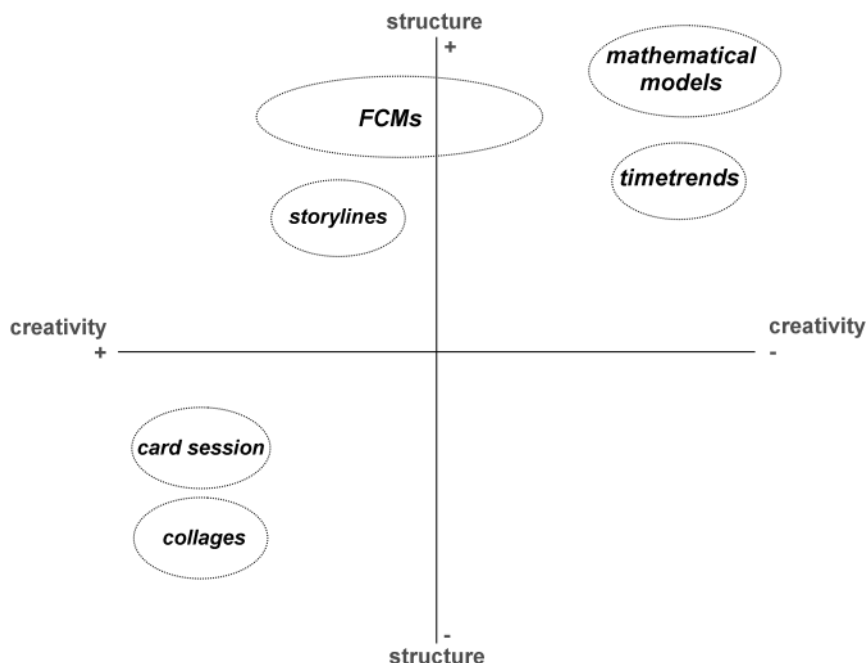 structure
+
mathematical
models
FCMs
timetrends
storylines
creativity
+
creativity
-
card session
collages
-
structure